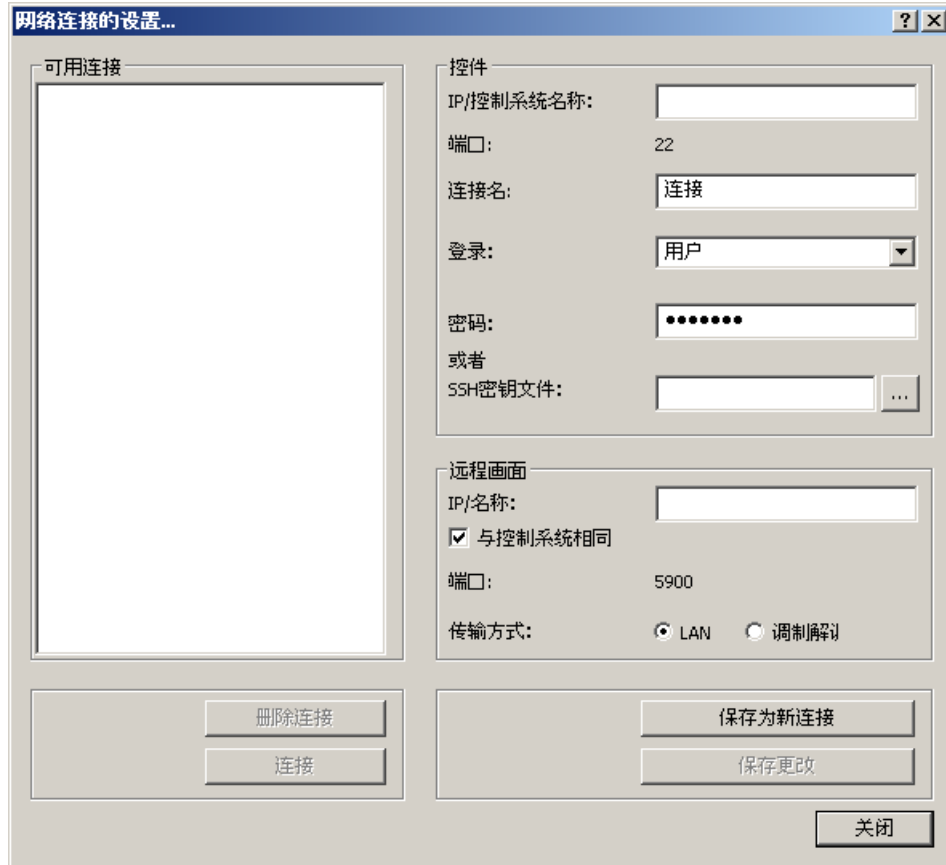 网络连接的设置...
可用连接
控件
IP/控制系统名称:
端口: 22
连接名: 连接
登录: 用户
密码: •••••••
或者
SSH密钥文件: ...
远程画面
IP/名称:
与控制系统相同
端口: 5900
传输方式: LAN 调制解
删除连接
连接
保存为新连接
保存更改
关闭